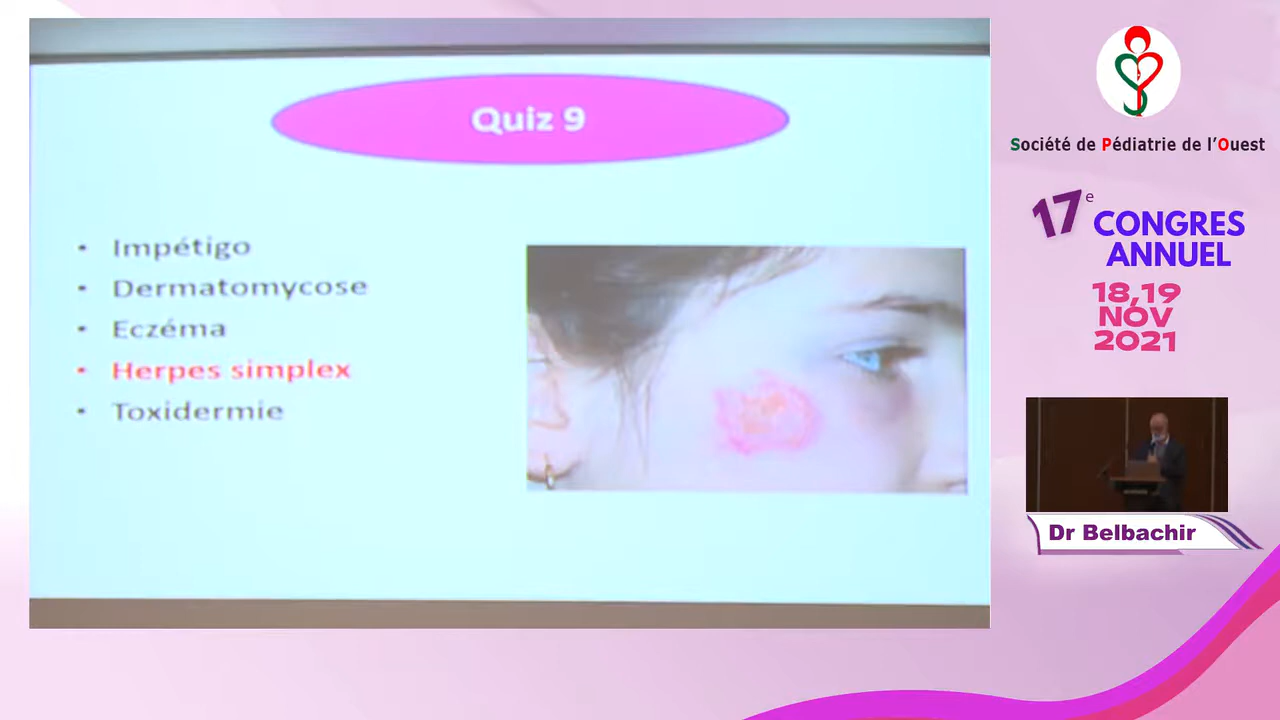 Quiz 9
• Impétigo
• Dermatomycose
• Eczéma
• Herpes simplex
• Toxidermie
Société de Pédiatrie de l'Ouest
17e CONGRES
ANNUEL
18,19
NOV
2021
Dr Belbachir